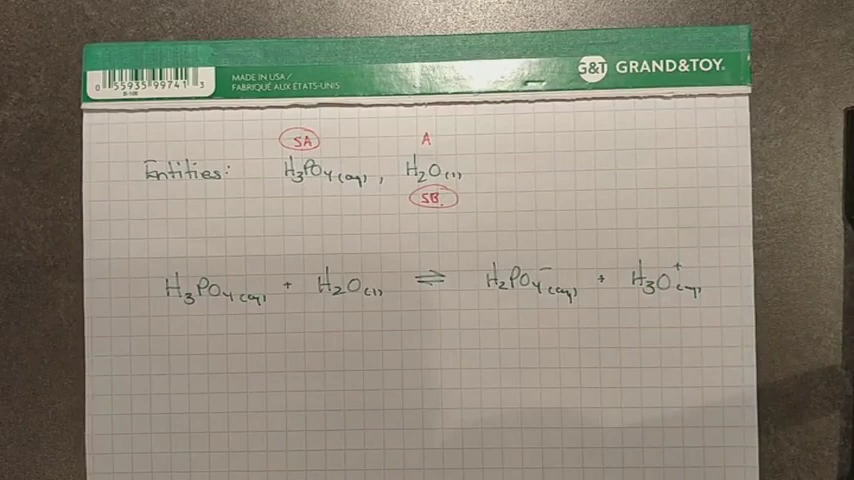 G&T GRAND&TOY.
MADE IN USA /
FABRIQUÉ AUX ÉTATS-UNIS
0 55935 99741 3
SA A
Entities: H₃PO₄(aq), H₂O(l)
SB
H₃PO₄(aq) + H₂O(l) ⇌ H₂PO₄⁻(aq) + H₃O⁺(aq)